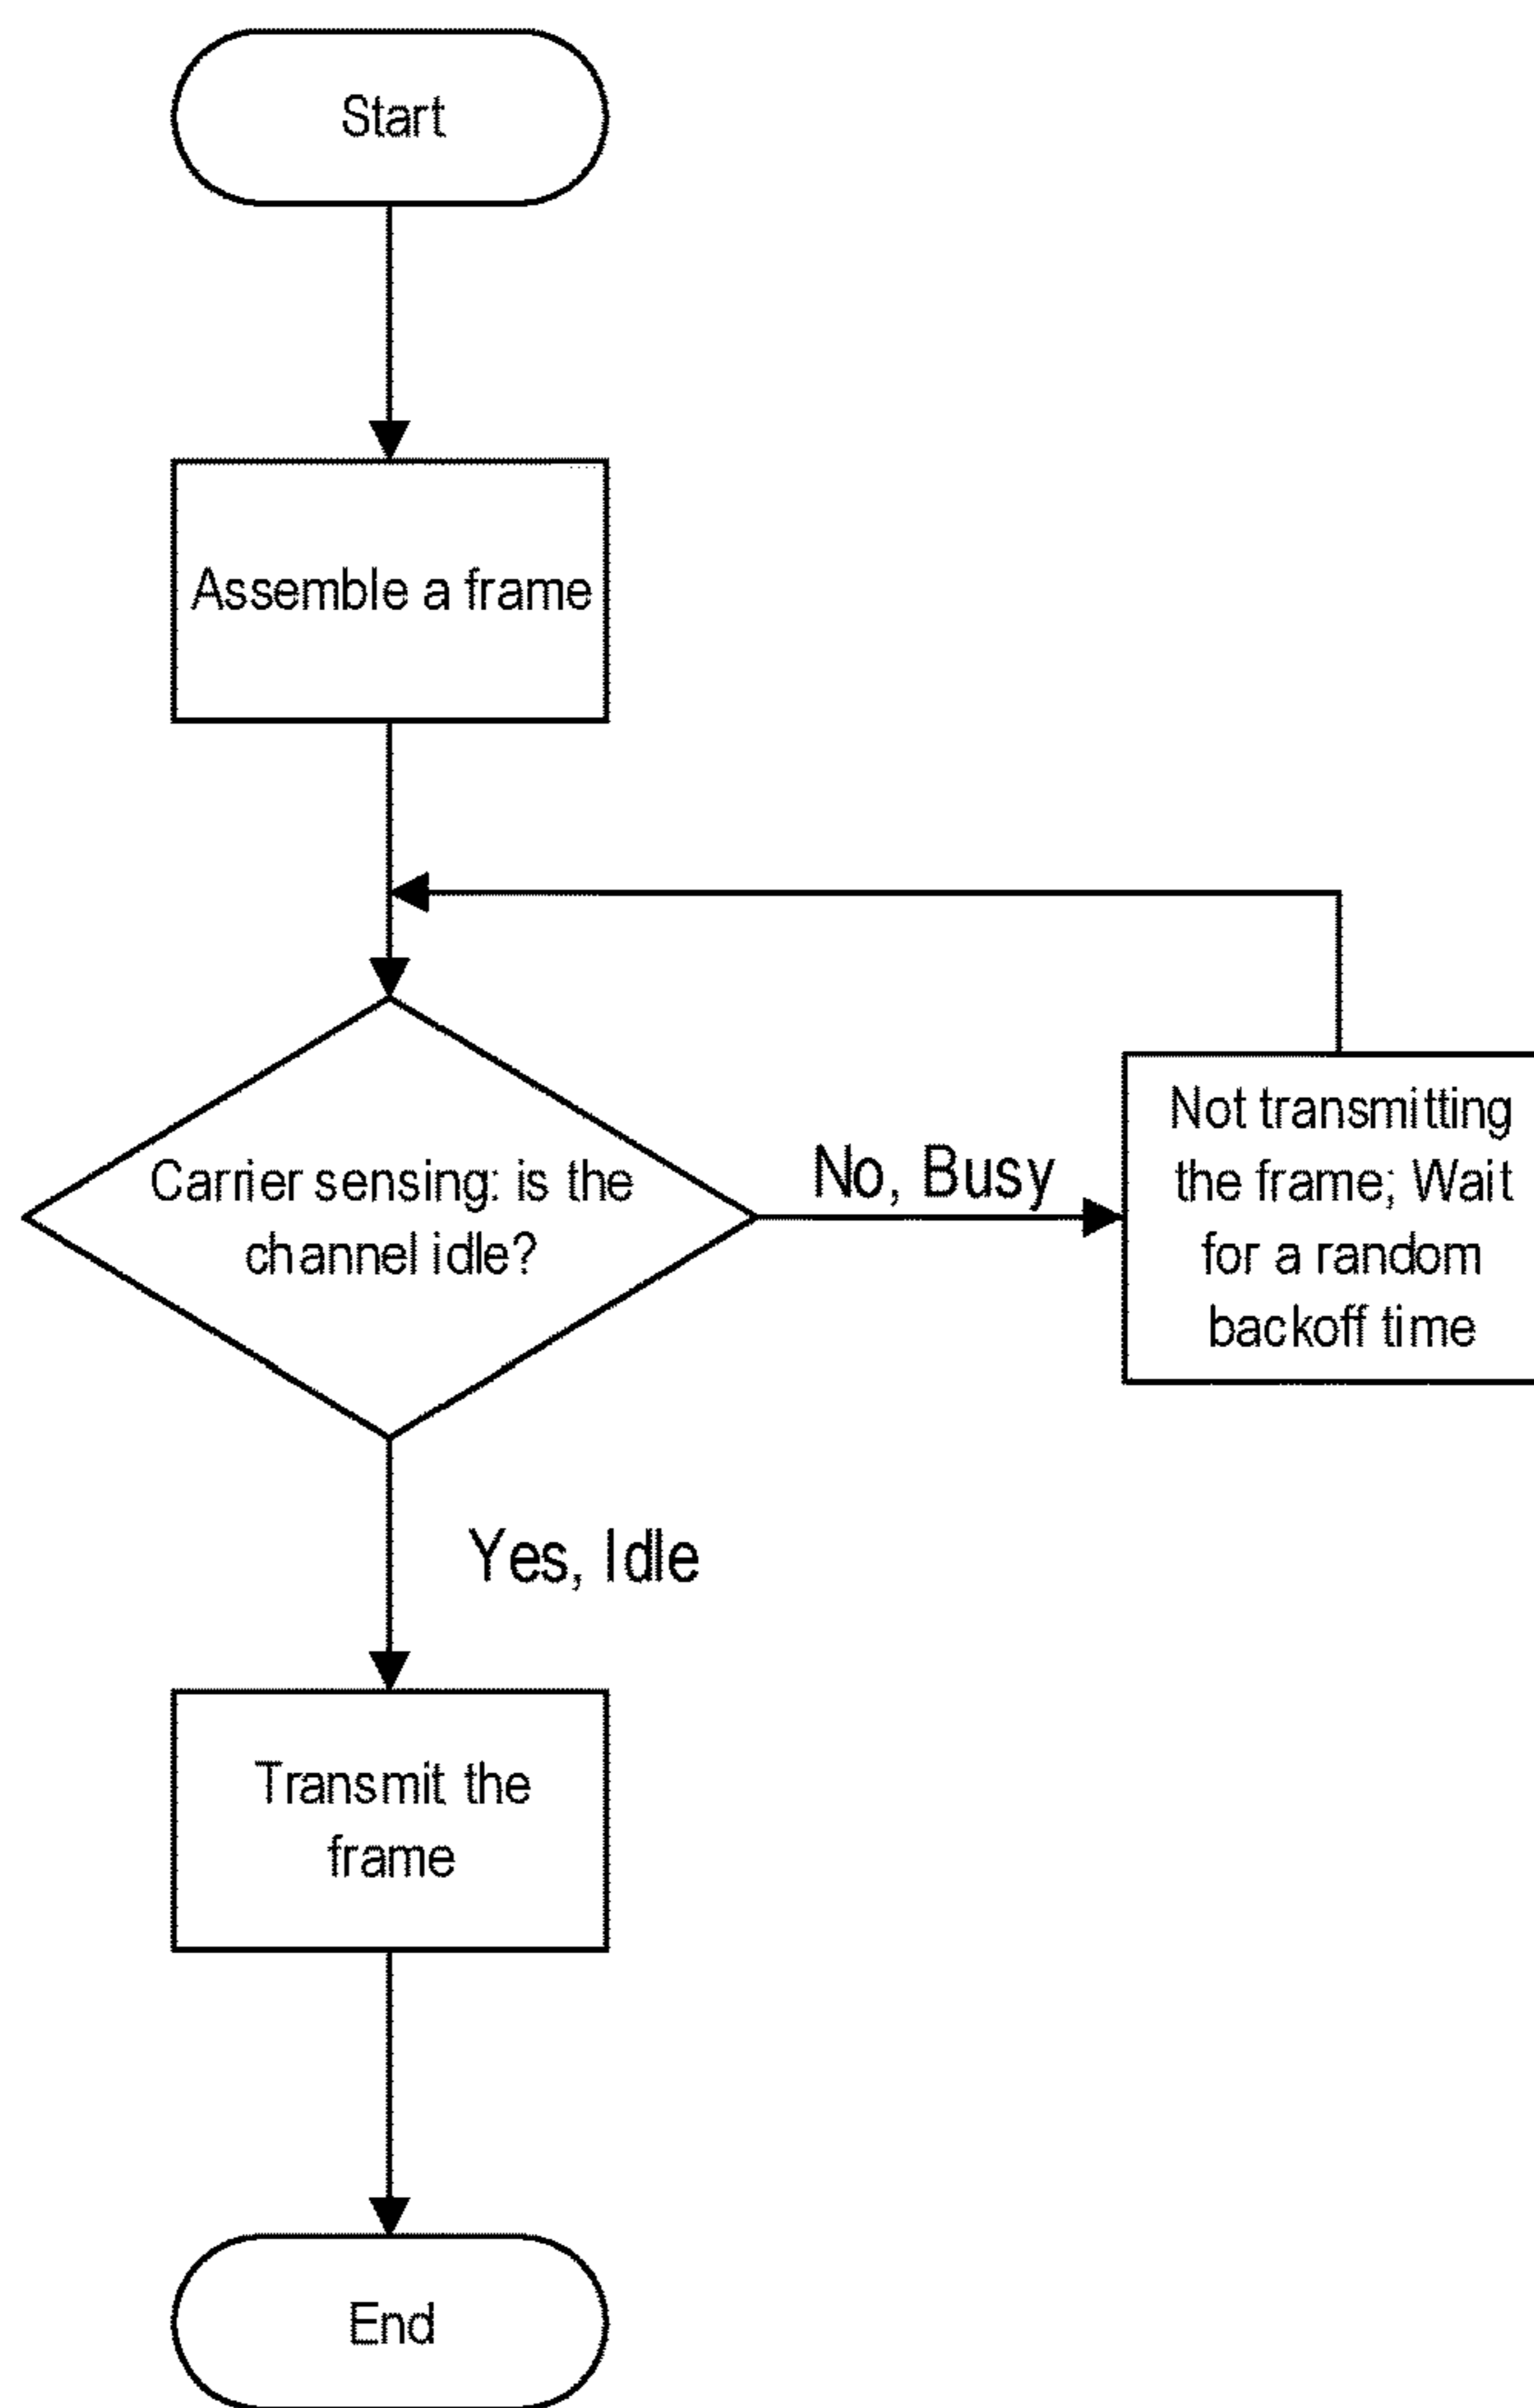 Start
Assemble a frame
Carrier sensing: is the
channel idle?
No, Busy
Not transmitting
the frame; Wait
for a random
backoff time
Yes, Idle
Transmit the
frame
End